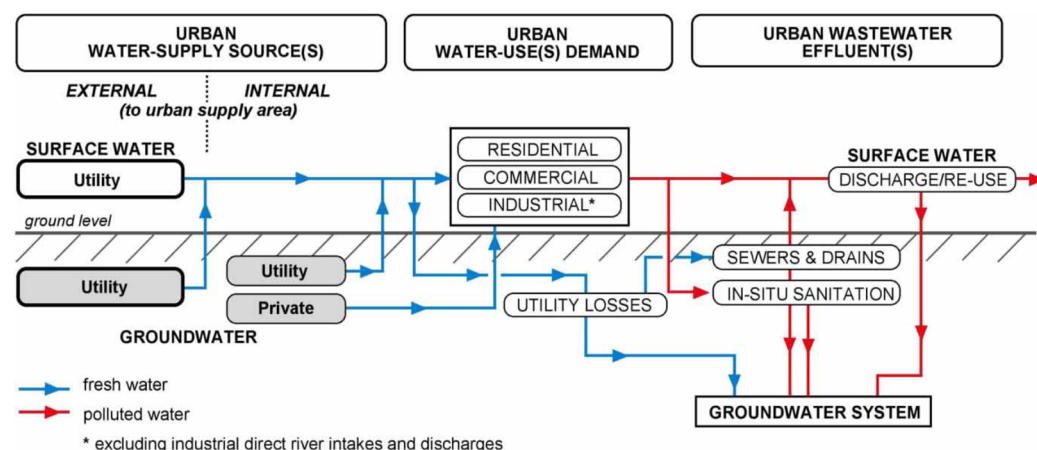 URBAN
WATER-SUPPLY SOURCE(S)
URBAN
WATER-USE(S) DEMAND
URBAN WASTEWATER
EFFLUENT(S)
EXTERNAL
INTERNAL
(to urban supply area)
SURFACE WATER
Utility
RESIDENTIAL
COMMERCIAL
INDUSTRIAL*
SURFACE WATER
DISCHARGE/RE-USE
ground level
Utility
Utility
Private
GROUNDWATER
UTILITY LOSSES
SEWERS & DRAINS
IN-SITU SANITATION
GROUNDWATER SYSTEM
fresh water
polluted water
* excluding industrial direct river intakes and discharges